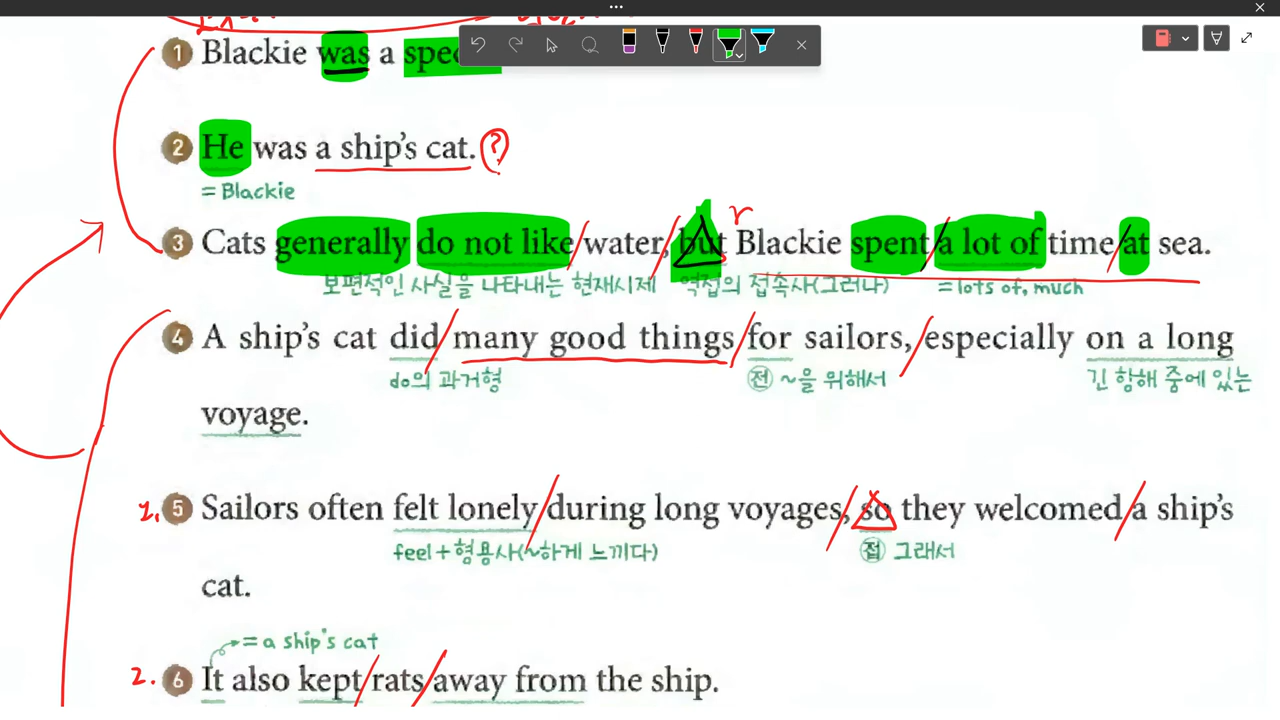 1 Blackie was a
2 He was a ship's cat. ?
= Blackie
r
3 Cats generally do not like water, but Blackie spent a lot of time at sea.
보편적인 사실을 나타내는 현재시제 역접의 접속사(그러나) = lots of, much
4 A ship's cat did many good things for sailors, especially on a long
do의 과거형 전 ~을 위해서 긴 항해 중에 있는
voyage.
1. 5 Sailors often felt lonely during long voyages, so they welcomed a ship's
feel+형용사(~하게 느끼다) 접 그래서
cat.
= a ship's cat
2. 6 It also kept rats away from the ship.